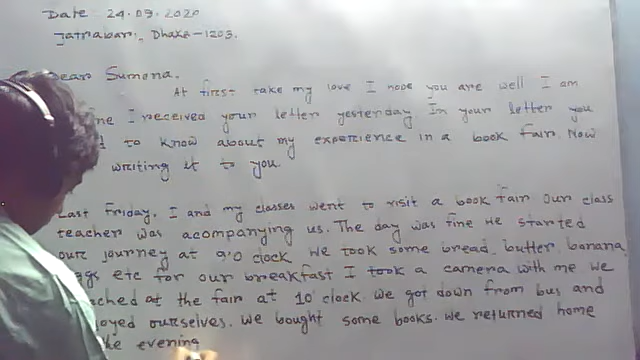 Date 24.09.2020
Jatrabari, Dhaka-1203.
Dear Sumona.
At first take my love I hope you are well I am
I received your letter yesterday In your letter you
to know about my experience in a book fair. Now
writing it to you.
Last Friday. I and my classes went to visit a book fair our class
teacher was acompanying us. The day was fine He started
our journey at 9'0 clock. We took some bread. butter. banana
etc for our breakfast I took a camera with me we
at the fair at 10 clock. we got down from bus and
ourselves. we bought some books. we returned home
evening